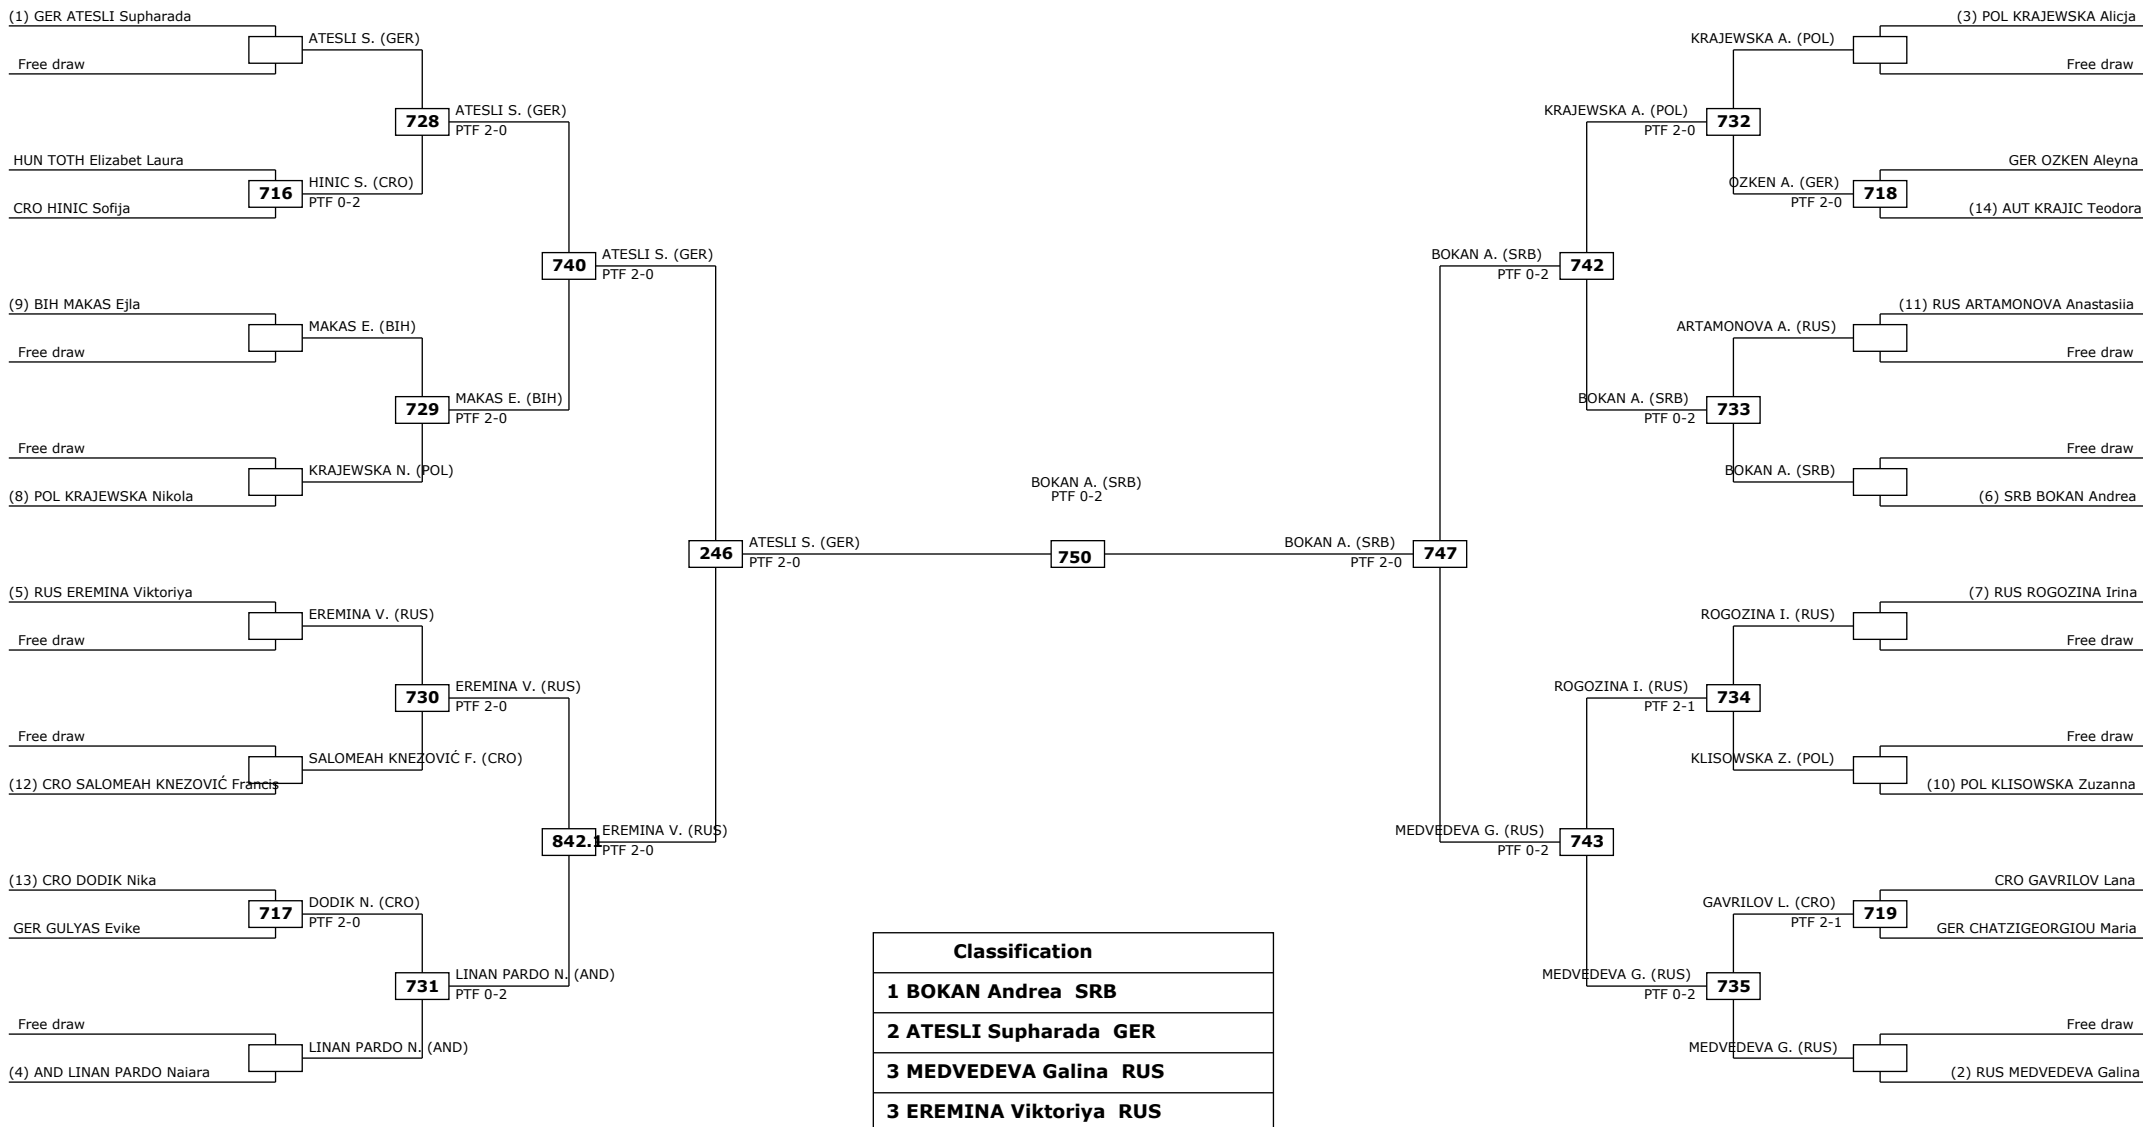 (1) GER ATESLI Supharada
ATESLI S. (GER)
Free draw
728
ATESLI S. (GER)
PTF 2-0
HUN TOTH Elizabet Laura
716
HINIC S. (CRO)
PTF 0-2
CRO HINIC Sofija
740
ATESLI S. (GER)
PTF 2-0
(9) BIH MAKAS Ejla
MAKAS E. (BIH)
Free draw
729
MAKAS E. (BIH)
PTF 2-0
Free draw
KRAJEWSKA N. (POL)
(8) POL KRAJEWSKA Nikola
246
ATESLI S. (GER)
PTF 2-0
(5) RUS EREMINA Viktoriya
EREMINA V. (RUS)
Free draw
730
EREMINA V. (RUS)
PTF 2-0
Free draw
SALOMEAH KNEZOVIĆ F. (CRO)
(12) CRO SALOMEAH KNEZOVIĆ Francis
842.1
EREMINA V. (RUS)
PTF 2-0
(13) CRO DODIK Nika
717
DODIK N. (CRO)
PTF 2-0
GER GULYAS Evike
731
LINAN PARDO N. (AND)
PTF 0-2
Free draw
LINAN PARDO N. (AND)
(4) AND LINAN PARDO Naiara
BOKAN A. (SRB)
PTF 0-2
750
(3) POL KRAJEWSKA Alicja
KRAJEWSKA A. (POL)
Free draw
KRAJEWSKA A. (POL)
PTF 2-0
732
GER OZKEN Aleyna
OZKEN A. (GER)
PTF 2-0
718
(14) AUT KRAJIC Teodora
BOKAN A. (SRB)
PTF 0-2
742
(11) RUS ARTAMONOVA Anastasiia
ARTAMONOVA A. (RUS)
Free draw
BOKAN A. (SRB)
PTF 0-2
733
Free draw
BOKAN A. (SRB)
(6) SRB BOKAN Andrea
BOKAN A. (SRB)
PTF 2-0
747
(7) RUS ROGOZINA Irina
ROGOZINA I. (RUS)
Free draw
ROGOZINA I. (RUS)
PTF 2-1
734
Free draw
KLISOWSKA Z. (POL)
(10) POL KLISOWSKA Zuzanna
MEDVEDEVA G. (RUS)
PTF 0-2
743
CRO GAVRILOV Lana
GAVRILOV L. (CRO)
PTF 2-1
719
GER CHATZIGEORGIOU Maria
MEDVEDEVA G. (RUS)
PTF 0-2
735
Free draw
MEDVEDEVA G. (RUS)
(2) RUS MEDVEDEVA Galina
Classification
1 BOKAN Andrea SRB
2 ATESLI Supharada GER
3 MEDVEDEVA Galina RUS
3 EREMINA Viktoriya RUS